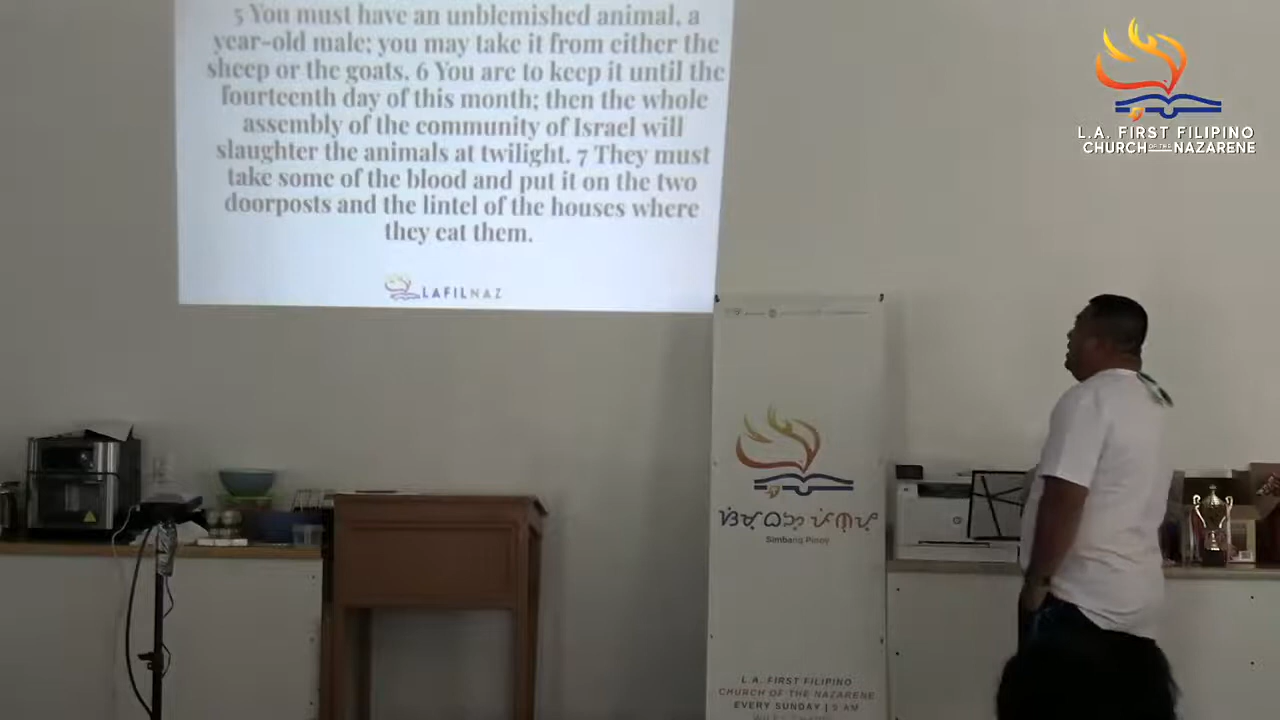 5 You must have an unblemished animal, a
year-old male; you may take it from either the
sheep or the goats. 6 You are to keep it until the
fourteenth day of this month; then the whole
assembly of the community of Israel will
slaughter the animals at twilight. 7 They must
take some of the blood and put it on the two
doorposts and the lintel of the houses where
they eat them.
LAFILNAZ
L.A. FIRST FILIPINO
CHURCH OF THE NAZARENE
Simbang Pinoy
L.A. FIRST FILIPINO
CHURCH OF THE NAZARENE
EVERY SUNDAY | 9 AM